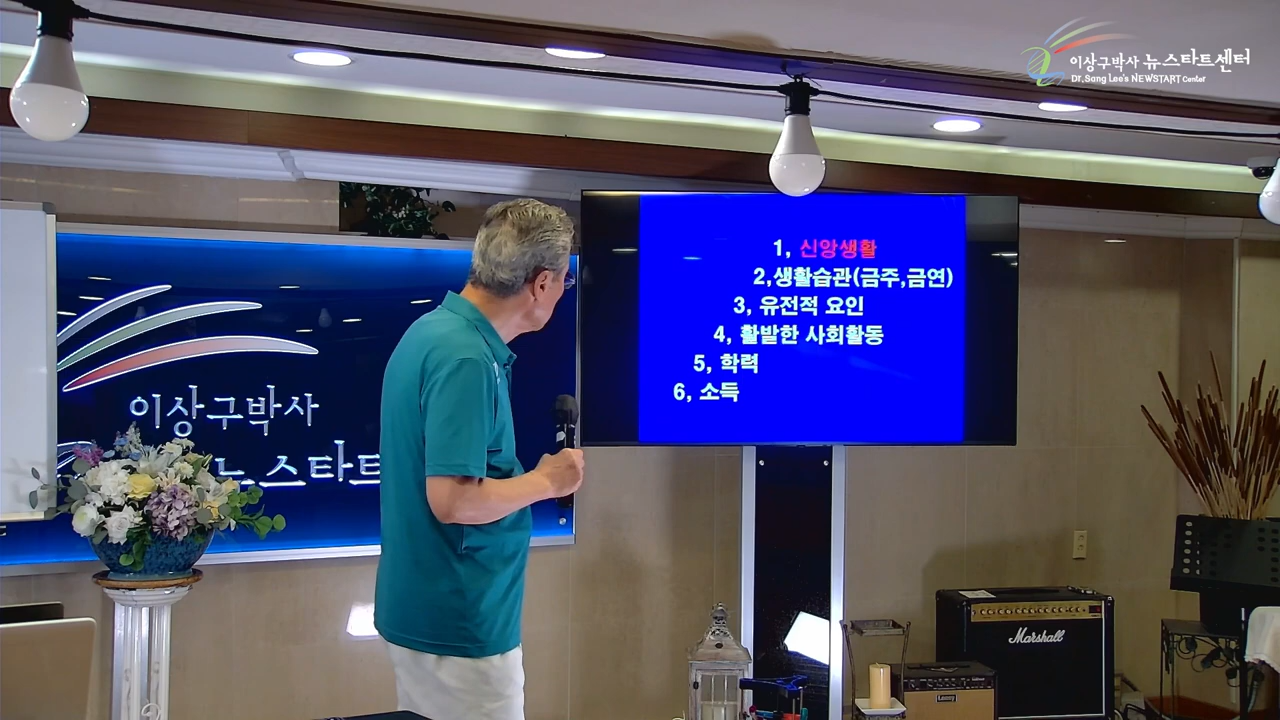 이상구박사 뉴스타트센터
Dr.Sang Lee's NEWSTART Center
1, 신앙생활
2,생활습관(금주,금연)
3, 유전적 요인
4, 활발한 사회활동
5, 학력
6, 소득
이상구박사
뉴스타트
Marshall
Laney